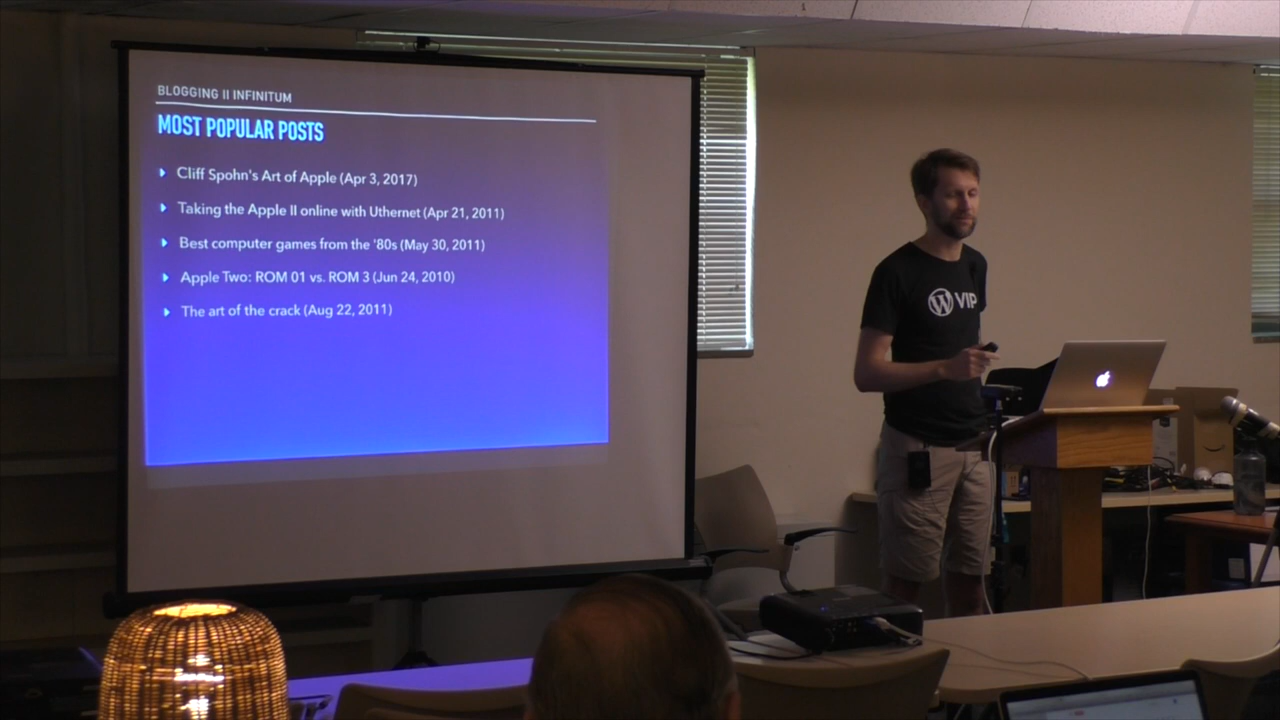 BLOGGING II INFINITUM
MOST POPULAR POSTS
Cliff Spohn's Art of Apple (Apr 3, 2017)
Taking the Apple II online with Uthernet (Apr 21, 2011)
Best computer games from the '80s (May 30, 2011)
Apple Two: ROM 01 vs. ROM 3 (Jun 24, 2010)
The art of the crack (Aug 22, 2011)
VIP